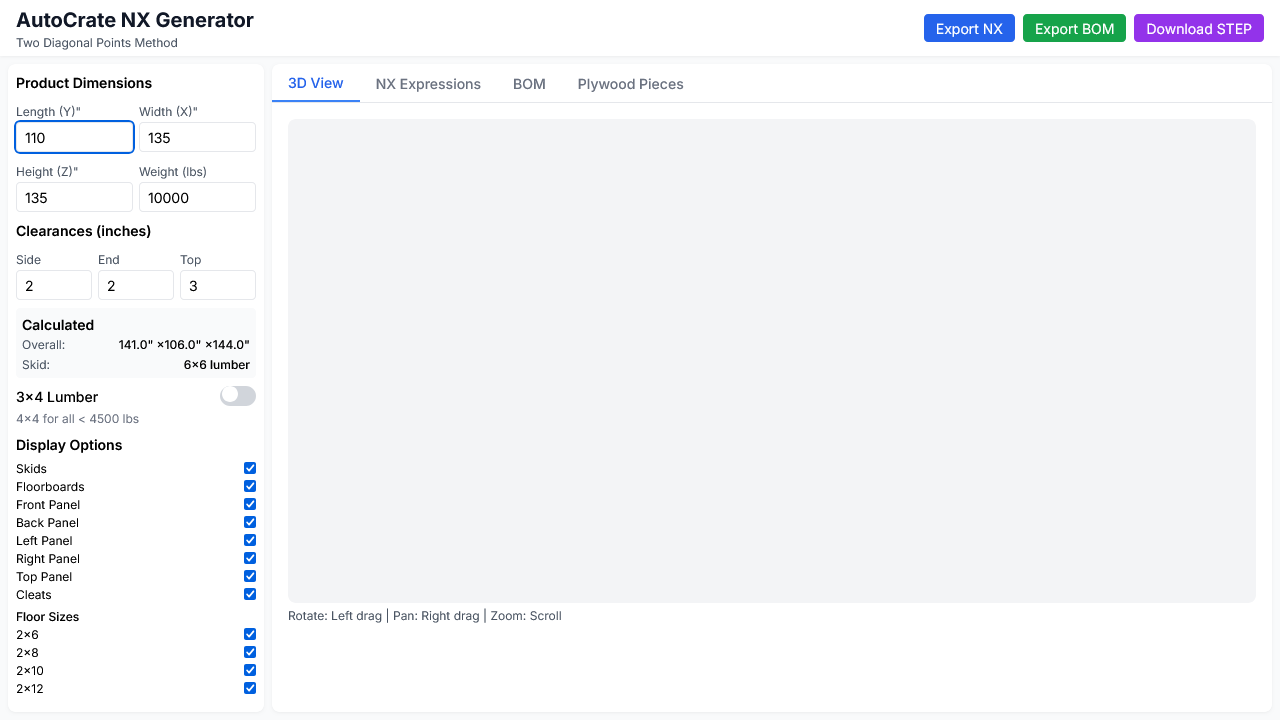 AutoCrate NX Generator
Two Diagonal Points Method
Export NX
Export BOM
Download STEP
Product Dimensions
Length (Y)" Width (X)"
110 135
Height (Z)" Weight (lbs)
135 10000
Clearances (inches)
Side End Top
2 2 3
Calculated
Overall: 141.0" ×106.0" ×144.0"
Skid: 6×6 lumber
3×4 Lumber
4×4 for all < 4500 lbs
Display Options
Skids
Floorboards
Front Panel
Back Panel
Left Panel
Right Panel
Top Panel
Cleats
Floor Sizes
2×6
2×8
2×10
2×12
3D View NX Expressions BOM Plywood Pieces
Rotate: Left drag | Pan: Right drag | Zoom: Scroll